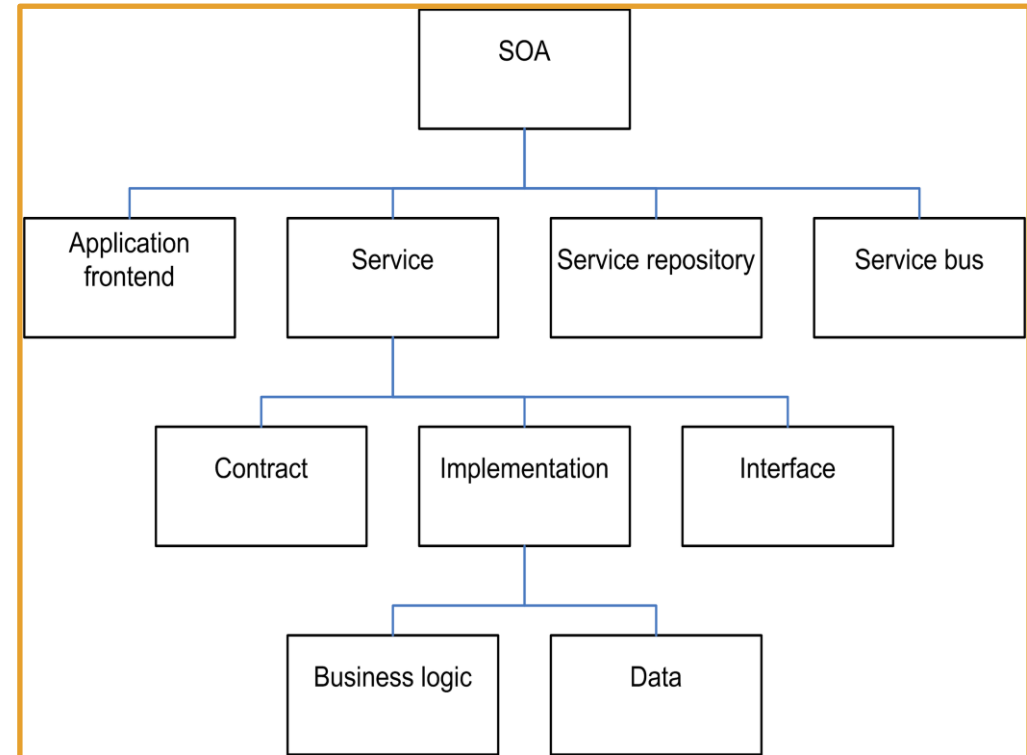 SOA
Application
frontend
Service
Service repository
Service bus
Contract
Implementation
Interface
Business logic
Data